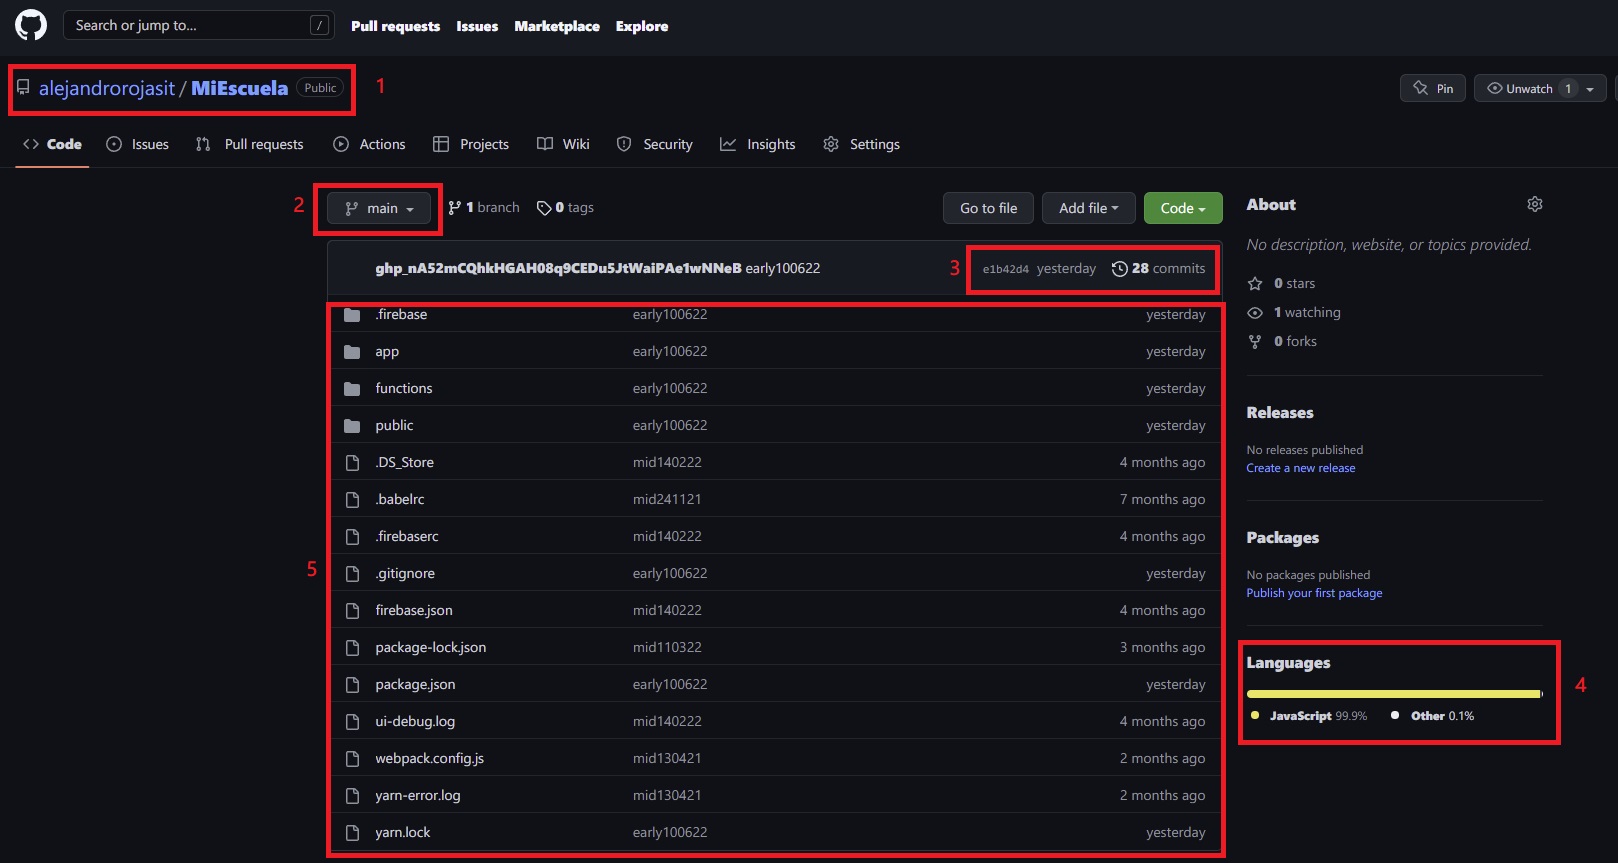 Search or jump to... /
Pull requests Issues Marketplace Explore
alejandrorojasit / MiEscuela Public 1
Pin Unwatch 1
Code Issues Pull requests Actions Projects Wiki Security Insights Settings
2 main 1 branch 0 tags
Go to file Add file Code
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 early100622 3 e1b42d4 yesterday 28 commits
.firebase early100622 yesterday
app early100622 yesterday
functions early100622 yesterday
public early100622 yesterday
.DS_Store mid140222 4 months ago
.babelrc mid241121 7 months ago
.firebaserc mid140222 4 months ago
5 .gitignore early100622 yesterday
firebase.json mid140222 4 months ago
package-lock.json mid110322 3 months ago
package.json early100622 yesterday
ui-debug.log mid140222 4 months ago
webpack.config.js mid130421 2 months ago
yarn-error.log mid130421 2 months ago
yarn.lock early100622 yesterday
About
No description, website, or topics provided.
0 stars
1 watching
0 forks
Releases
No releases published
Create a new release
Packages
No packages published
Publish your first package
Languages
4
JavaScript 99.9% Other 0.1%